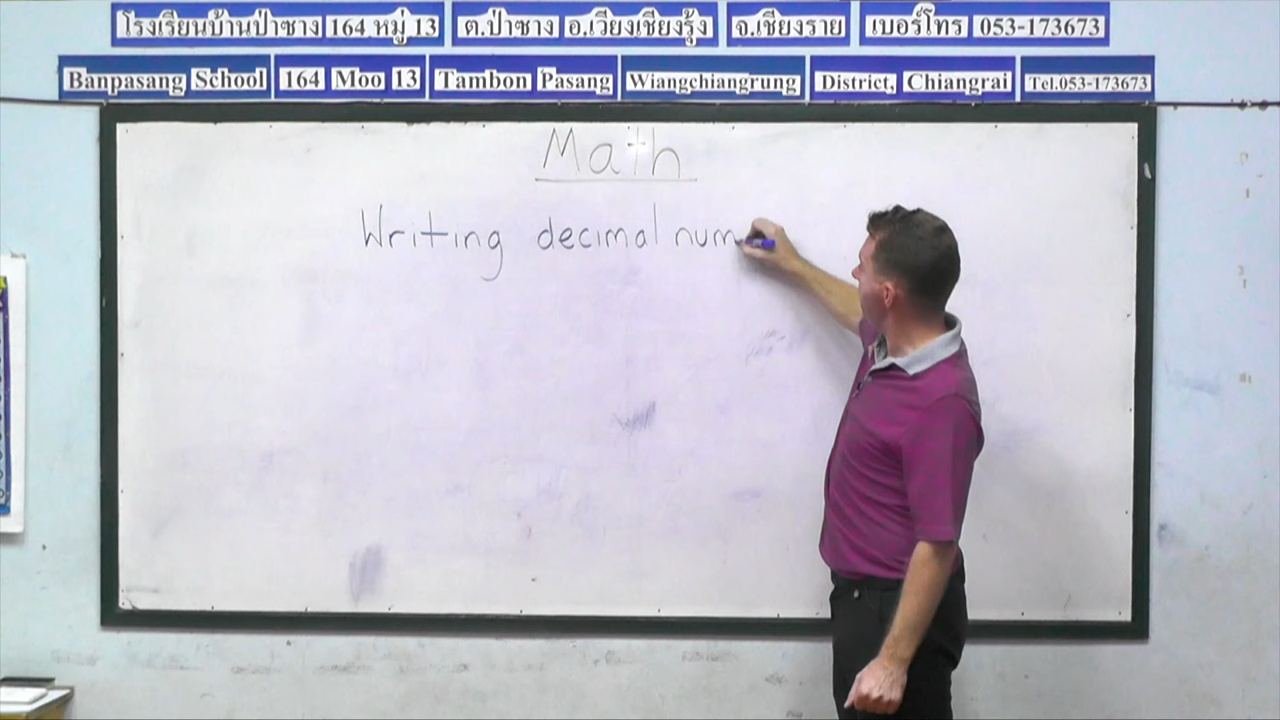 โรงเรียนบ้านป่าซาง 164 หมู่ 13 ต.ป่าซาง อ.เวียงเชียงรุ้ง จ.เชียงราย เบอร์โทร 053-173673
Banpasang School 164 Moo 13 Tambon Pasang Wiangchiangrung District, Chiangrai Tel.053-173673
Math
Writing decimal num